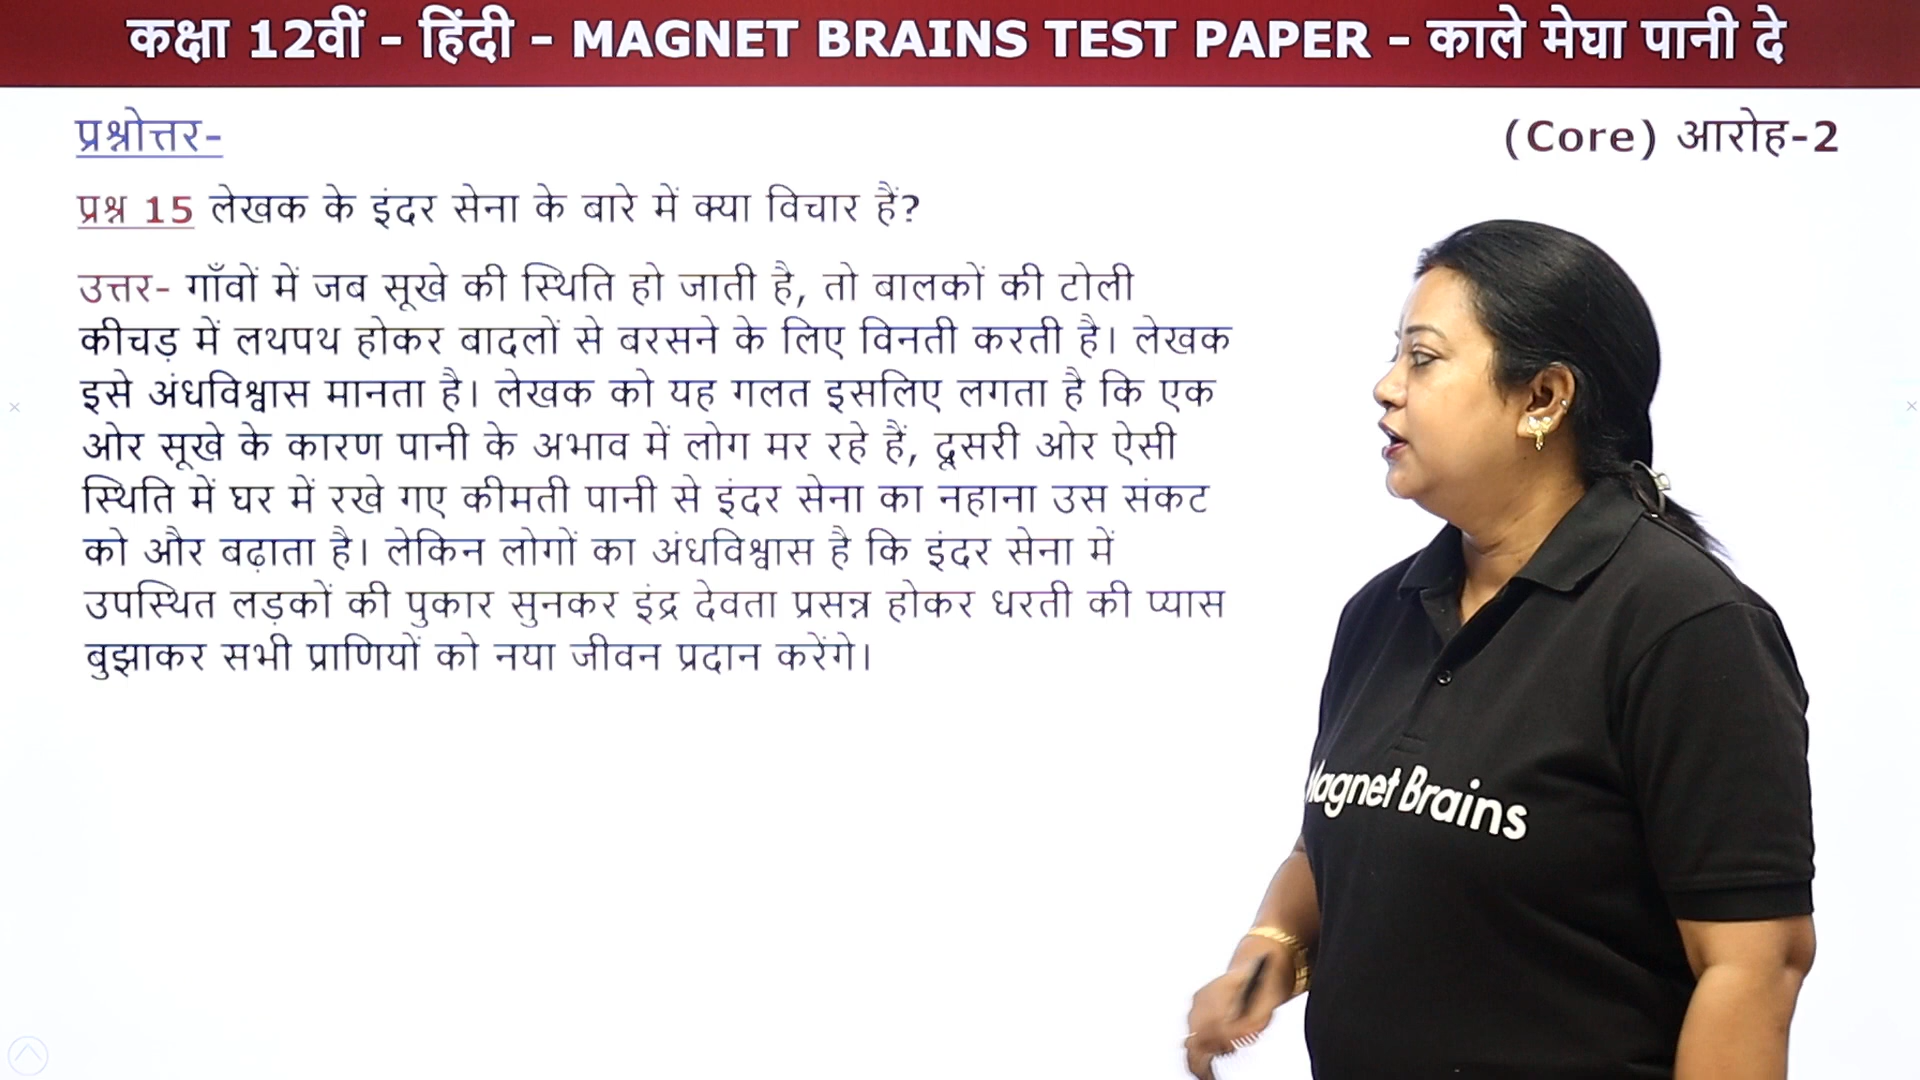 कक्षा 12वीं - हिंदी - MAGNET BRAINS TEST PAPER - काले मेघा पानी दे
प्रश्नोत्तर-
(Core) आरोह-2
प्रश्न 15 लेखक के इंदर सेना के बारे में क्या विचार हैं?
उत्तर- गाँवों में जब सूखे की स्थिति हो जाती है, तो बालकों की टोली
कीचड़ में लथपथ होकर बादलों से बरसने के लिए विनती करती है। लेखक
इसे अंधविश्वास मानता है। लेखक को यह गलत इसलिए लगता है कि एक
ओर सूखे के कारण पानी के अभाव में लोग मर रहे हैं, दूसरी ओर ऐसी
स्थिति में घर में रखे गए कीमती पानी से इंदर सेना का नहाना उस संकट
को और बढ़ाता है। लेकिन लोगों का अंधविश्वास है कि इंदर सेना में
उपस्थित लड़कों की पुकार सुनकर इंद्र देवता प्रसन्न होकर धरती की प्यास
बुझाकर सभी प्राणियों को नया जीवन प्रदान करेंगे।
Magnet Brains